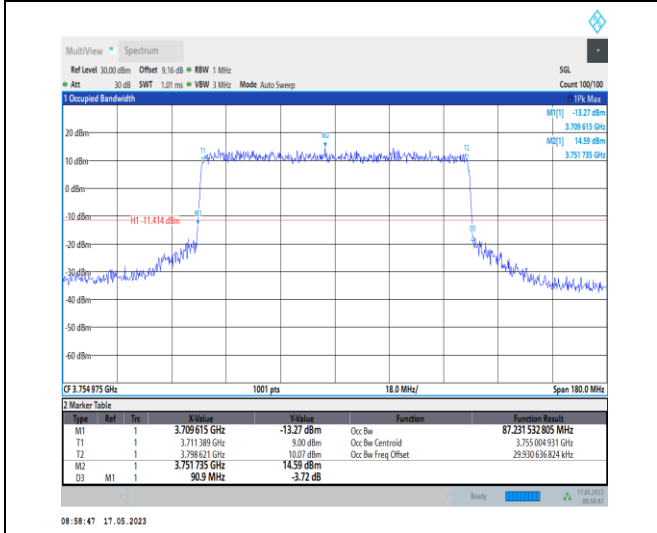 MultiView Spectrum
Ref Level 30.00 dBm Offset 9.16 dB RBW 1 MHz SGL
Att 30 dB SWT 1.01 ms VBW 3 MHz Mode Auto Sweep Count 100/100
1 Occupied Bandwidth 1Pk Max
M1[1] -13.27 dBm
3.709 615 GHz
M2[1] 14.59 dBm
3.751 735 GHz
20 dBm
M2
T1
T2
10 dBm
0 dBm
-10 dBm
M1
H1 -11.414 dBm
D3
-20 dBm
-30 dBm
-40 dBm
-50 dBm
-60 dBm
CF 3.754 975 GHz 1001 pts 18.0 MHz/ Span 180.0 MHz
2 Marker Table
Type Ref Trc X-Value Y-Value Function Function Result
M1 1 3.709 615 GHz -13.27 dBm Occ Bw 87.231 532 805 MHz
T1 1 3.711 389 GHz 9.00 dBm Occ Bw Centroid 3.755 004 931 GHz
T2 1 3.798 621 GHz 10.07 dBm Occ Bw Freq Offset 29.930 636 824 kHz
M2 1 3.751 735 GHz 14.59 dBm
D3 M1 1 90.9 MHz -3.72 dB
Ready 17.05.2023
08:58:47
08:58:47 17.05.2023